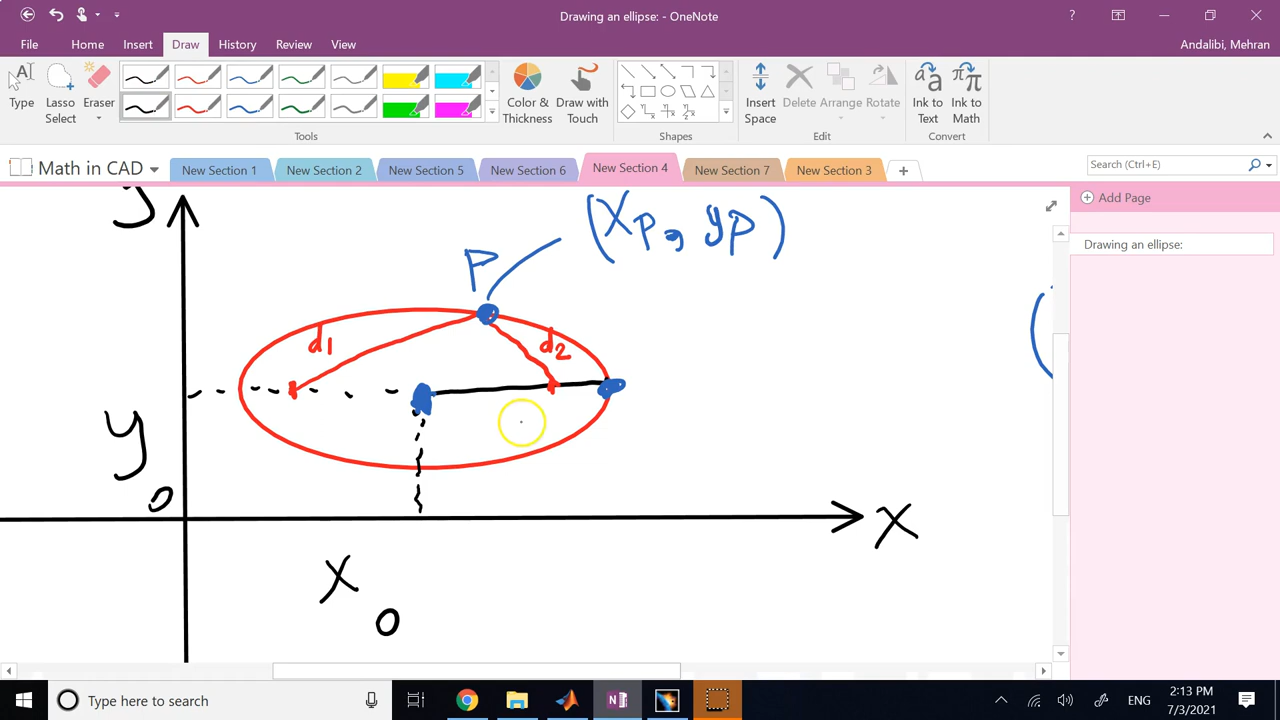 Drawing an ellipse: - OneNote
?
File Home Insert Draw History Review View
Andalibi, Mehran
Type
Lasso Select
Eraser
Color & Thickness
Draw with Touch
Insert Space
Delete
Arrange
Rotate
Ink to Text
Ink to Math
Tools
Shapes
Edit
Convert
Math in CAD
New Section 1
New Section 2
New Section 5
New Section 6
New Section 4
New Section 7
New Section 3
Search (Ctrl+E)
Add Page
Drawing an ellipse:
y
(Xp, yp)
P
d1
d2
y0
X
X0
Type here to search
ENG
2:13 PM
7/3/2021